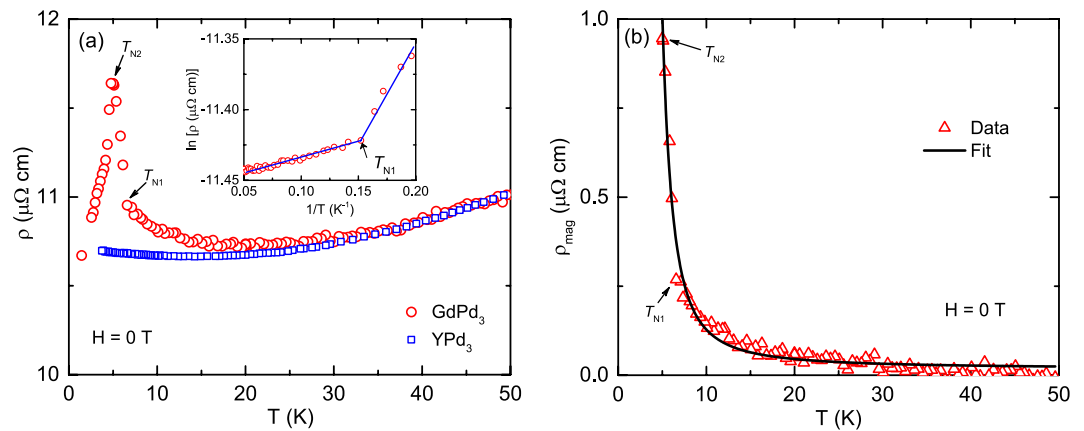 (a)
T_N2
T_N1
12
11
10
ρ (μΩ cm)
0
10
20
30
40
50
T (K)
H = 0 T
GdPd₃
YPd₃
-11.35
-11.40
-11.45
ln [ρ (μΩ cm)]
0.05
0.10
0.15
0.20
1/T (K⁻¹)
T_N1
(b)
T_N2
T_N1
1.0
0.5
0.0
ρ_mag (μΩ cm)
0
10
20
30
40
50
T (K)
Data
Fit
H = 0 T